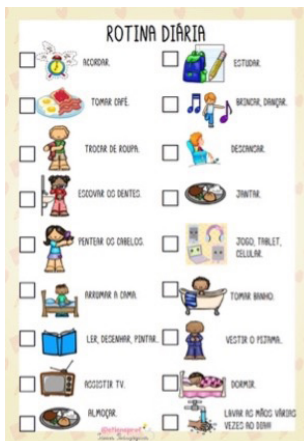 ROTINA DIÁRIA
ACORDAR.
TOMAR CAFÉ.
TROCAR DE ROUPA.
ESCOVAR OS DENTES.
PENTEAR OS CABELOS.
ARRUMAR A CAMA.
LER, DESENHAR, PINTAR.
ASSISTIR TV.
ALMOÇAR.
ESTUDAR.
BRINCAR, DANÇAR.
DESCANSAR.
JANTAR.
JOGO, TABLET,
CELULAR.
TOMAR BANHO.
VESTIR O PIJAMA.
DORMIR.
LAVAR AS MÃOS VÁRIAS
VEZES AO DIA!